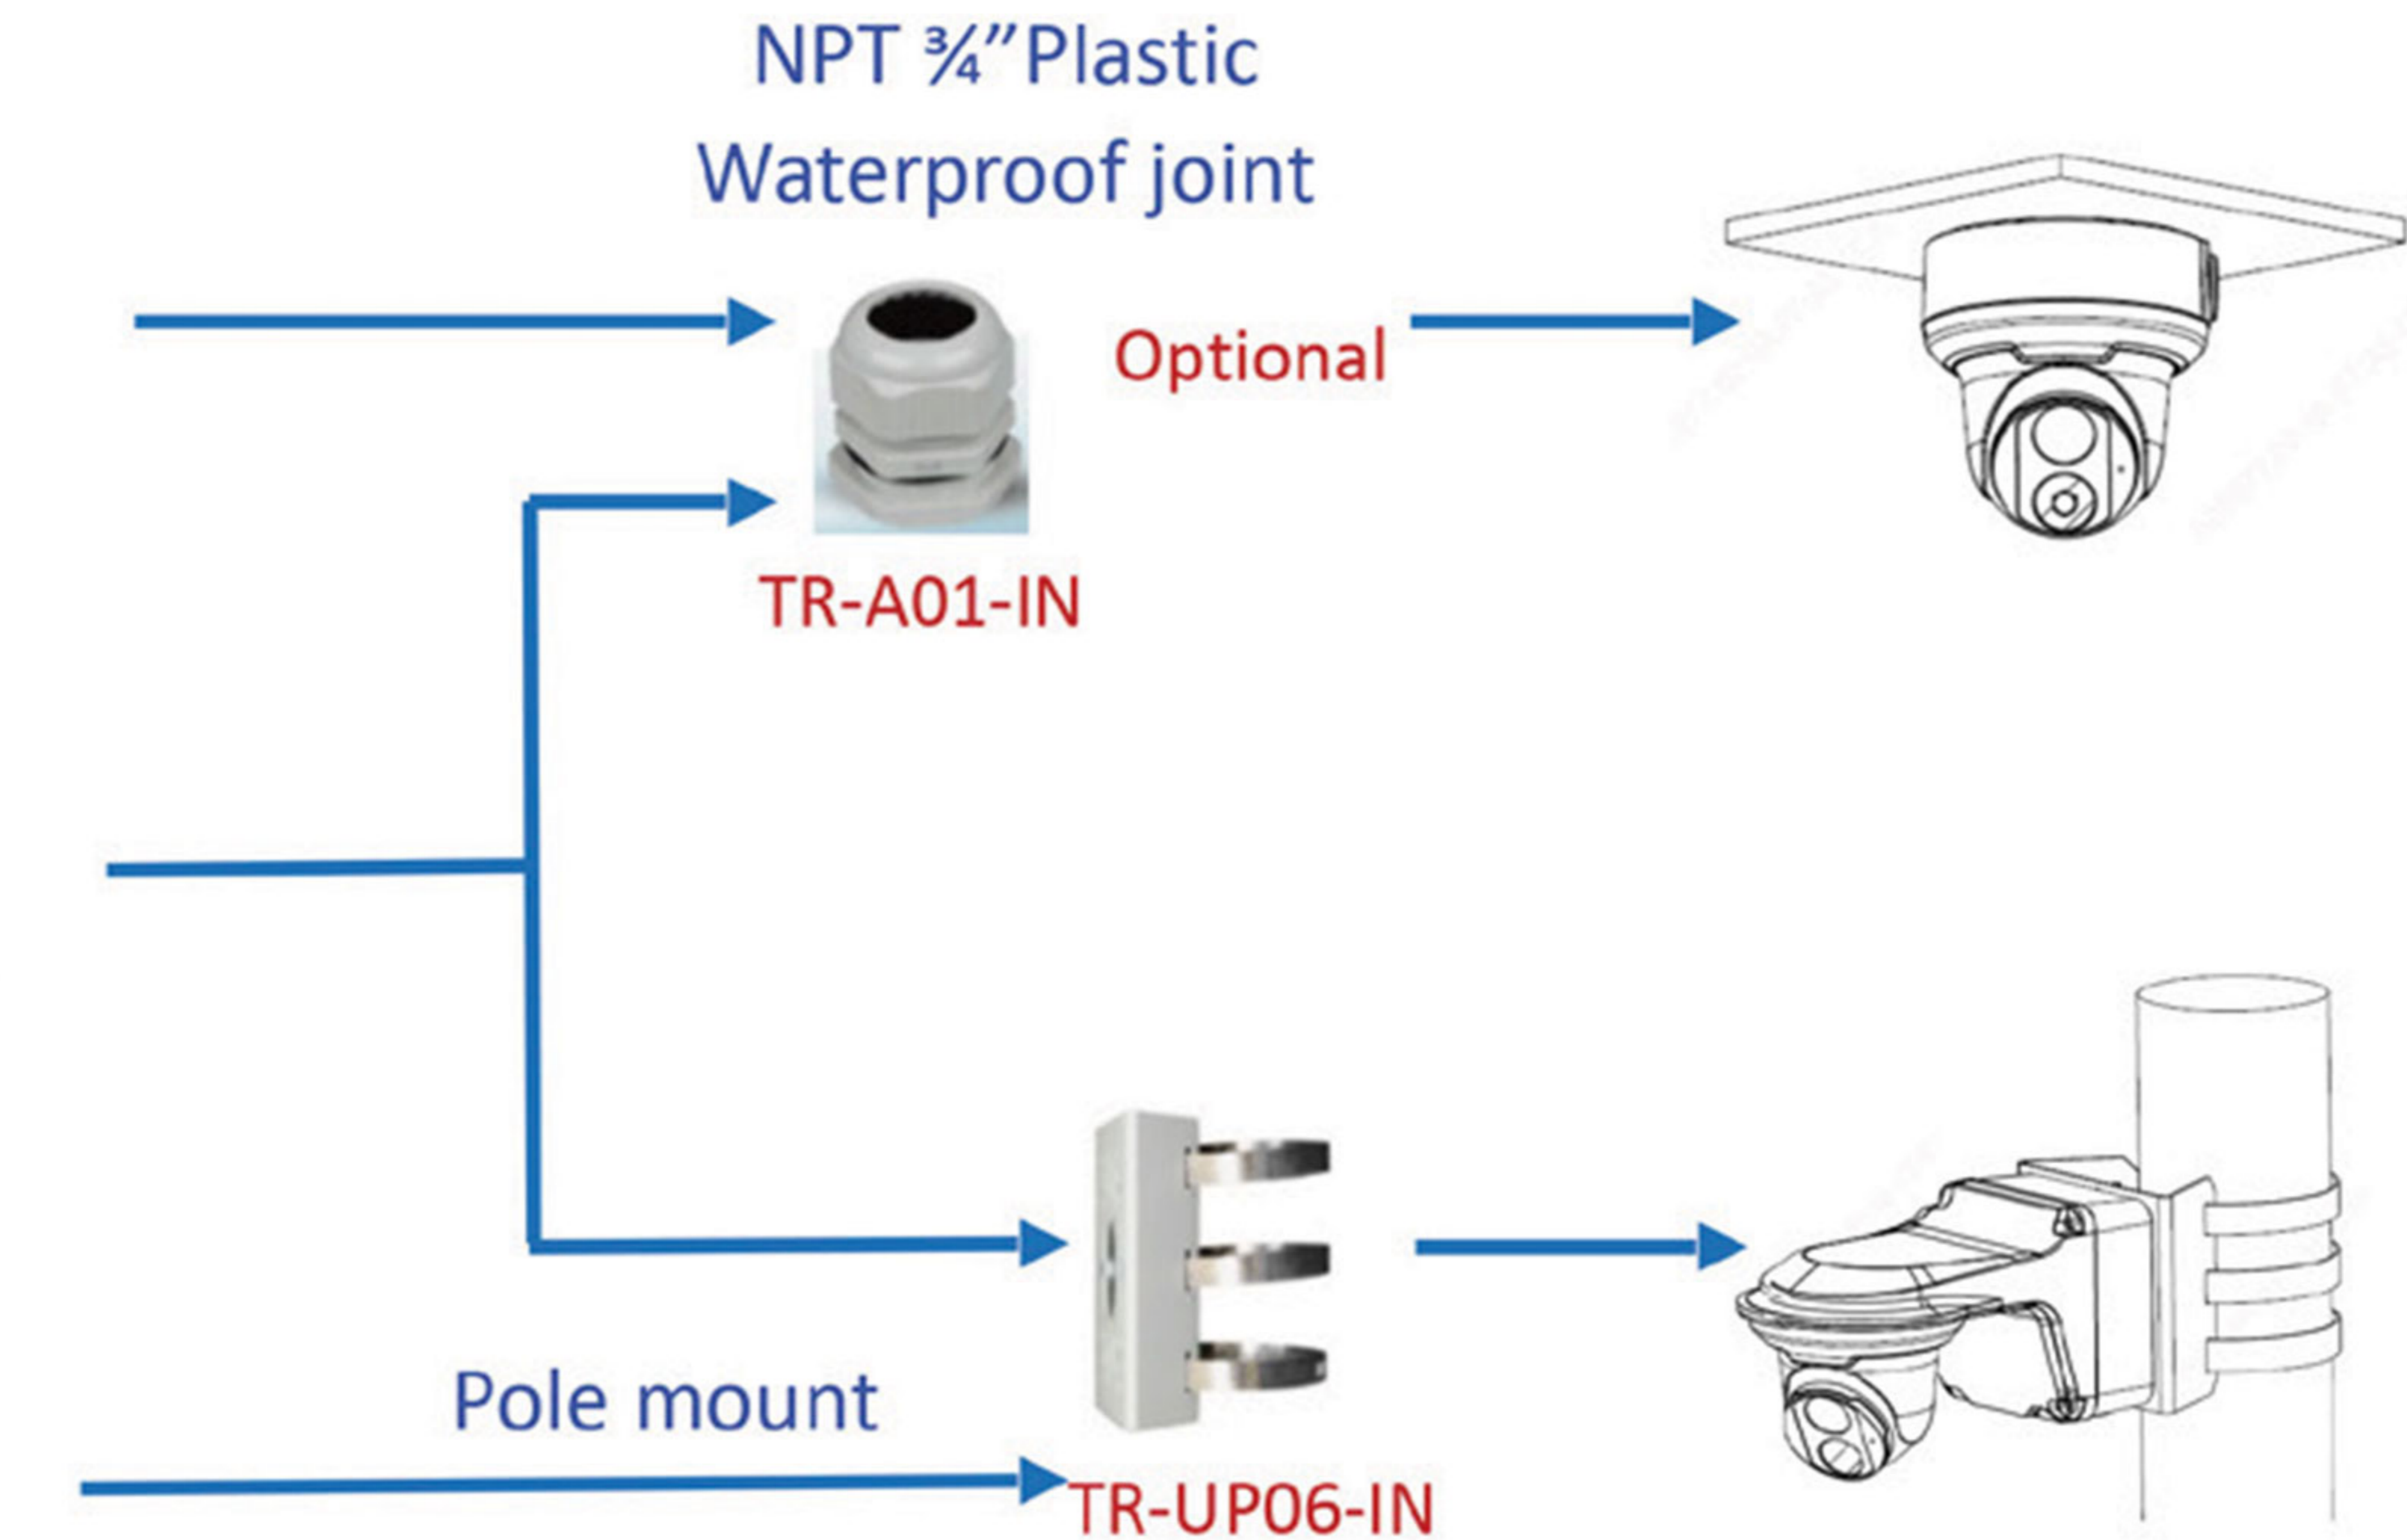 NPT ¾” Plastic
Waterproof joint
Optional
TR-A01-IN
Pole mount
TR-UP06-IN